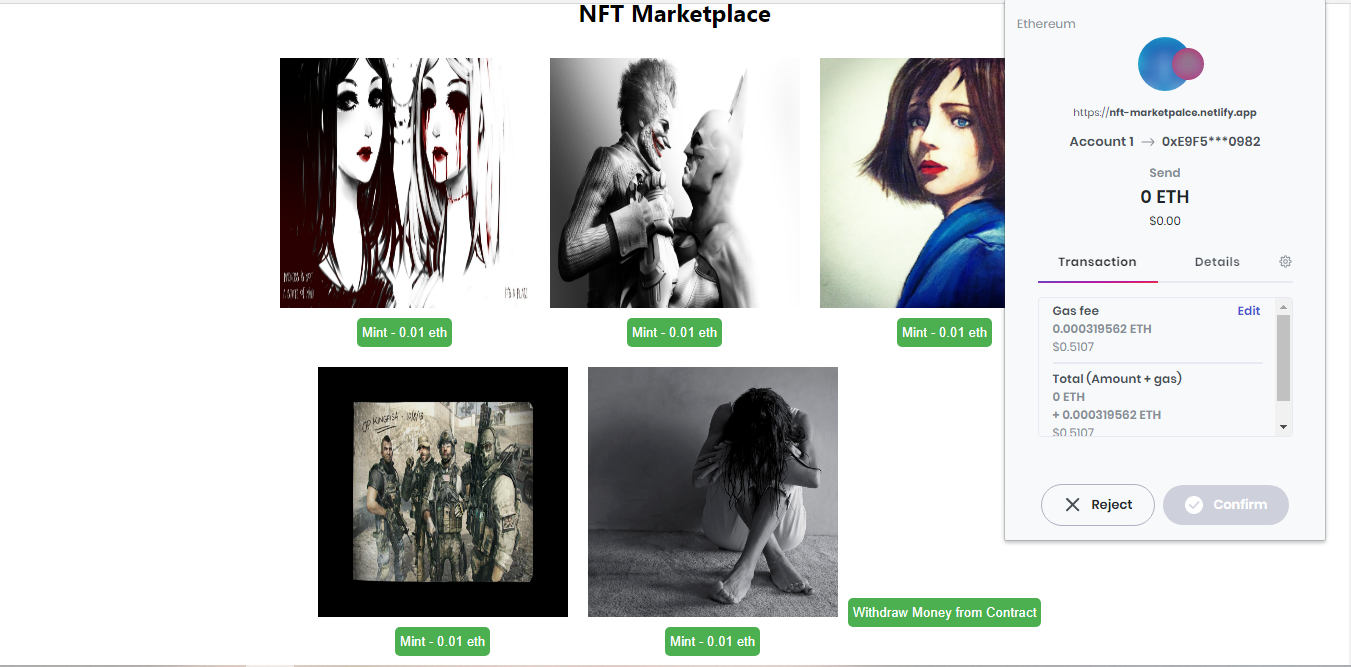 NFT Marketplace
Mint - 0.01 eth
Mint - 0.01 eth
Mint - 0.01 eth
OP KINGFISH -
Mint - 0.01 eth
Mint - 0.01 eth
Withdraw Money from Contract
Ethereum
https://nft-marketpalce.netlify.app
Account 1 → 0xE9F5***0982
Send
0 ETH
$0.00
Transaction Details
Gas fee Edit
0.000319562 ETH
$0.5107
Total (Amount + gas)
0 ETH
+ 0.000319562 ETH
$0.5107
Reject Confirm